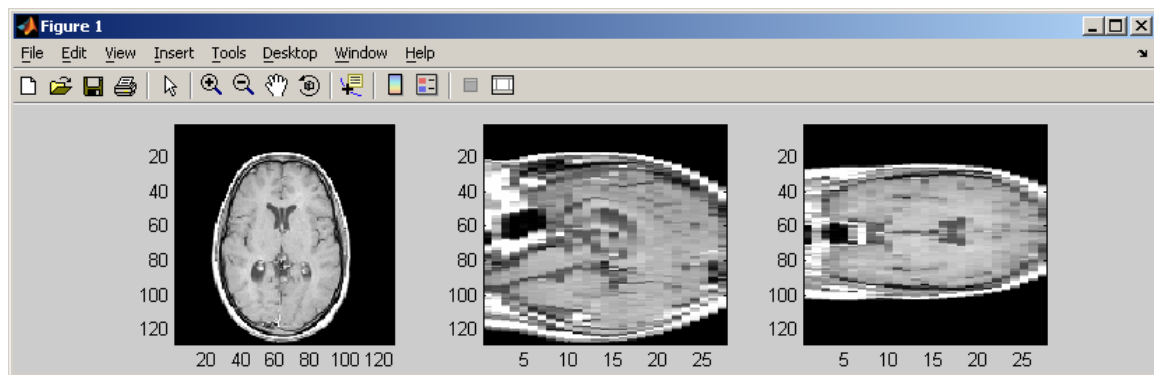 Figure 1
File Edit View Insert Tools Desktop Window Help
20 20 20
40 40 40
60 60 60
80 80 80
100 100 100
120 120 120
20 40 60 80 100 120 5 10 15 20 25 5 10 15 20 25